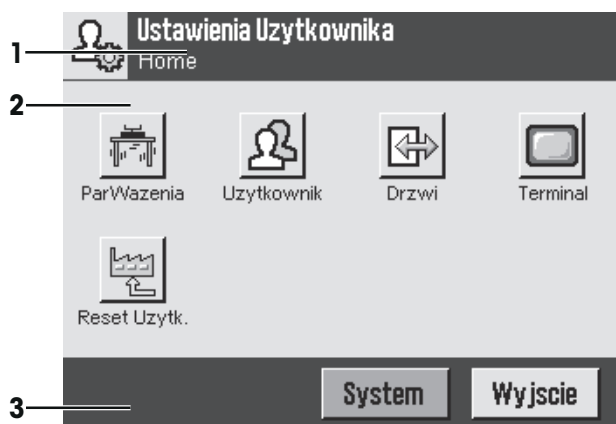 Ustawienia Uzytkownika
1
Home
2
ParWazenia Uzytkownik Drzwi Terminal
Reset Uzytk.
System Wyjscie
3